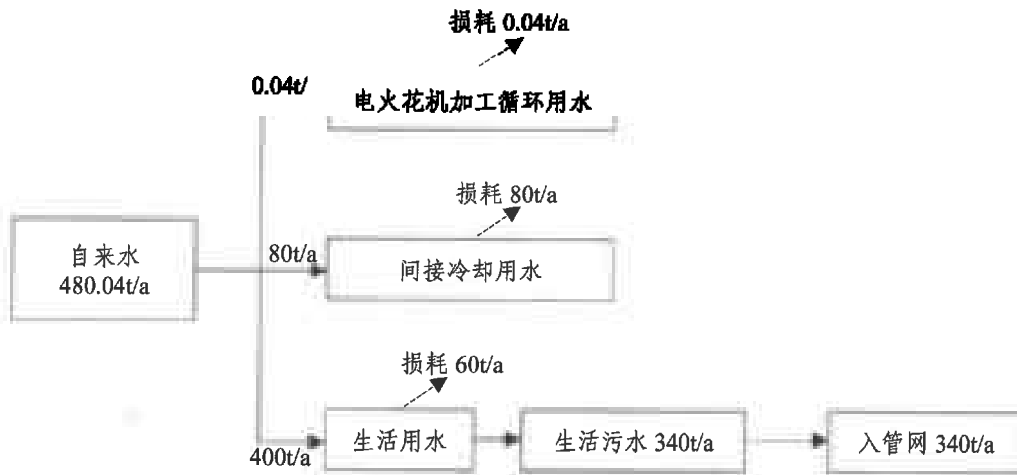 损耗 0.04t/a
0.04t/
电火花机加工循环用水
损耗 80t/a
自来水
480.04t/a
80t/a
间接冷却用水
损耗 60t/a
400t/a
生活用水
生活污水 340t/a
入管网 340t/a